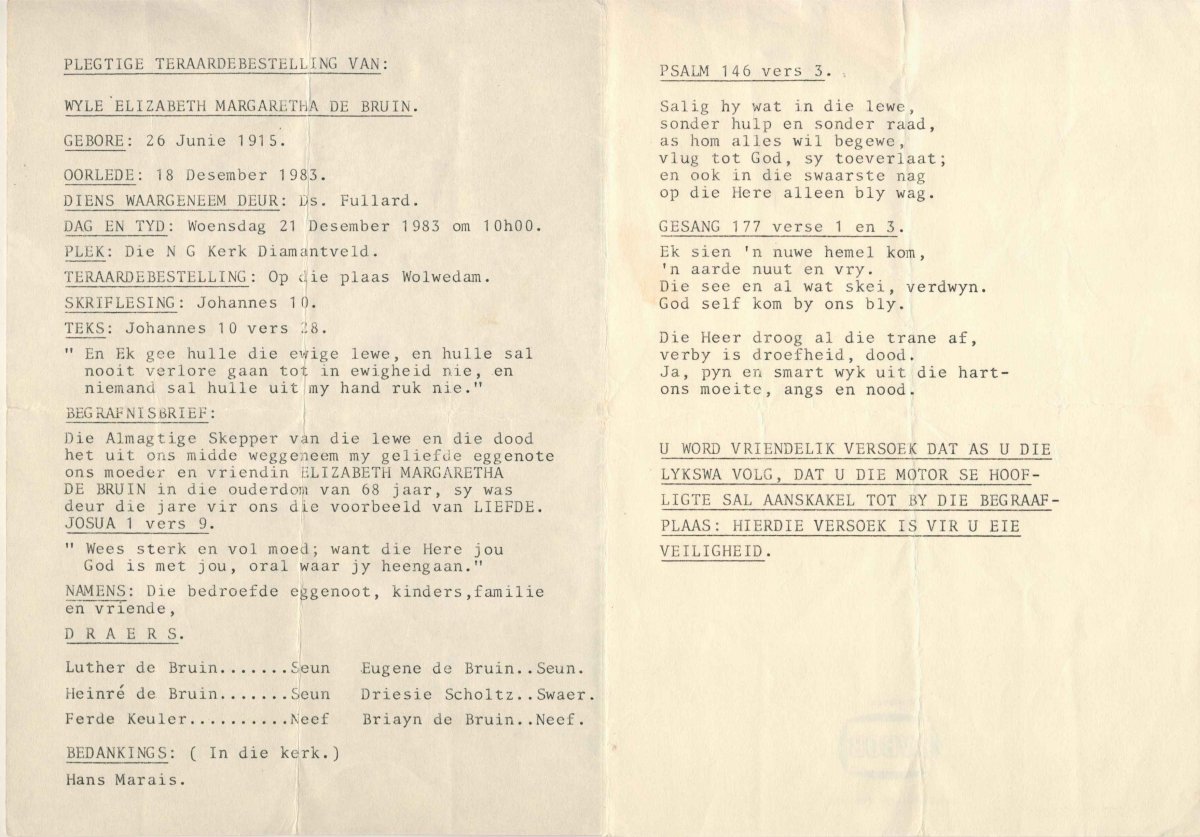 PLEGTIGE TERAARDEBESTELLING VAN:
WYLE ELIZABETH MARGARETHA DE BRUIN.
GEBORE: 26 Junie 1915.
OORLEDE: 18 Desember 1983.
DIENS WAARGENEEM DEUR: Ds. Fullard.
DAG EN TYD: Woensdag 21 Desember 1983 om 10h00.
PLEK: Die N G Kerk Diamantveld.
TERAARDEBESTELLING: Op die plaas Wolwedam.
SKRIFLESING: Johannes 10.
TEKS: Johannes 10 vers 28.
" En Ek gee hulle die ewige lewe, en hulle sal
nooit verlore gaan tot in ewigheid nie, en
niemand sal hulle uit my hand ruk nie."
BEGRAFNISBRIEF:
Die Almagtige Skepper van die lewe en die dood
het uit ons midde weggeneem my geliefde eggenote
ons moeder en vriendin ELIZABETH MARGARETHA
DE BRUIN in die ouderdom van 68 jaar, sy was
deur die jare vir ons die voorbeeld van LIEFDE.
JOSUA 1 vers 9.
" Wees sterk en vol moed; want die Here jou
God is met jou, oral waar jy heengaan."
NAMENS: Die bedroefde eggenoot, kinders,familie
en vriende,
D R A E R S.
Luther de Bruin.......Seun Eugene de Bruin..Seun.
Heinré de Bruin.......Seun Driesie Scholtz..Swaer.
Ferde Keuler..........Neef Briayn de Bruin..Neef.
BEDANKINGS: ( In die kerk.)
Hans Marais.
PSALM 146 vers 3.
Salig hy wat in die lewe,
sonder hulp en sonder raad,
as hom alles wil begewe,
vlug tot God, sy toeverlaat;
en ook in die swaarste nag
op die Here alleen bly wag.
GESANG 177 verse 1 en 3.
Ek sien 'n nuwe hemel kom,
'n aarde nuut en vry.
Die see en al wat skei, verdwyn.
God self kom by ons bly.
Die Heer droog al die trane af,
verby is droefheid, dood.
Ja, pyn en smart wyk uit die hart-
ons moeite, angs en nood.
U WORD VRIENDELIK VERSOEK DAT AS U DIE
LYKSWA VOLG, DAT U DIE MOTOR SE HOOF-
LIGTE SAL AANSKAKEL TOT BY DIE BEGRAAF-
PLAAS: HIERDIE VERSOEK IS VIR U EIE
VEILIGHEID.